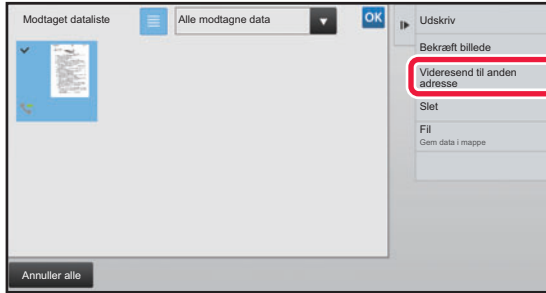 Modtaget dataliste
Alle modtagne data
OK
Udskriv
Bekræft billede
Videresend til anden
adresse
Slet
Fil
Gem data i mappe
Annuller alle